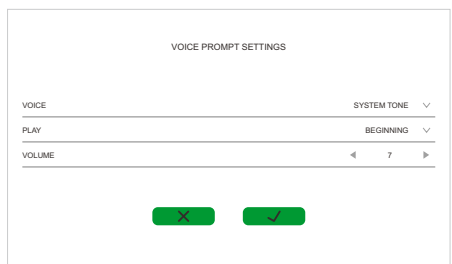 VOICE PROMPT SETTINGS
VOICE SYSTEM TONE
PLAY BEGINNING
VOLUME 7